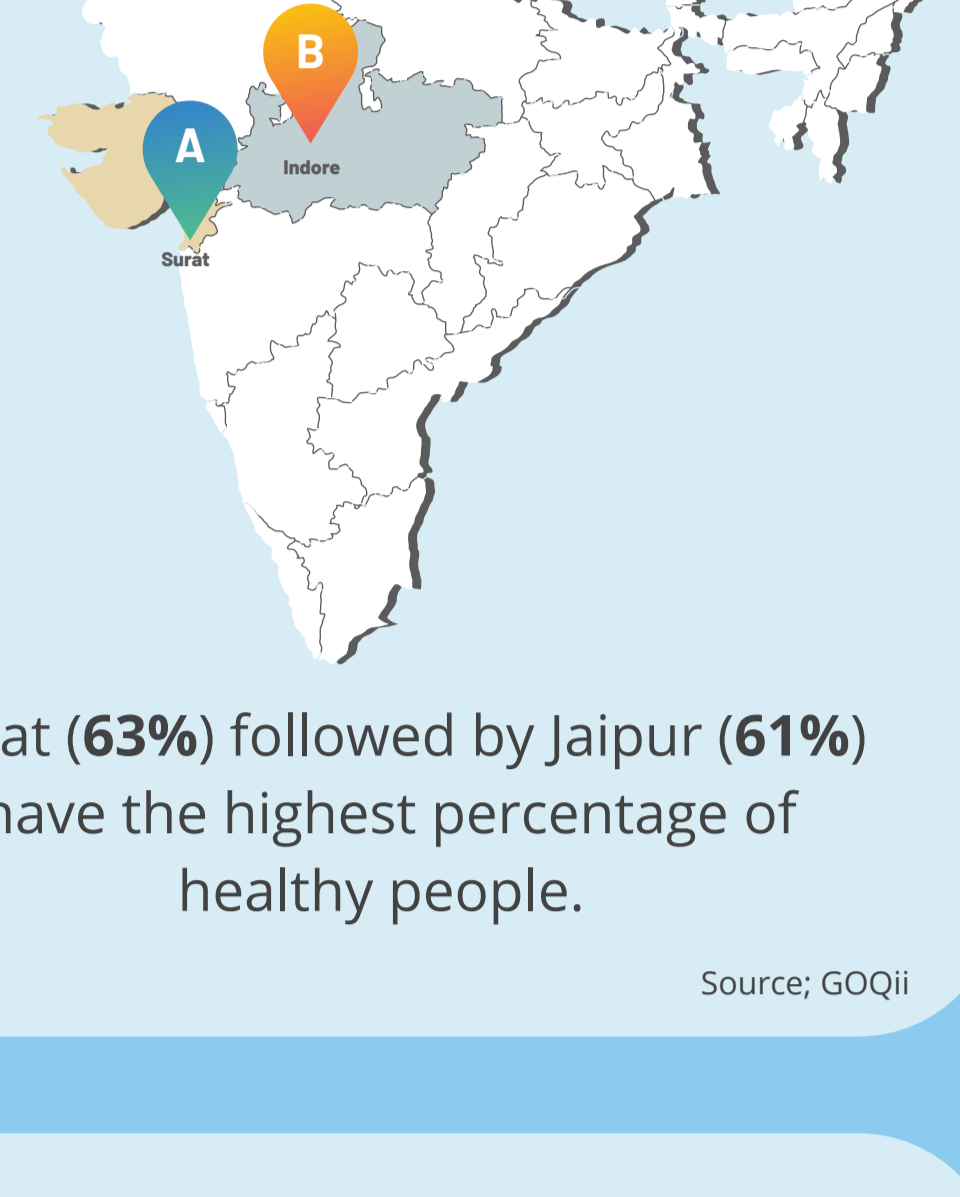 B
Indore
A
Surat
at (63%) followed by Jaipur (61%)
have the highest percentage of
healthy people.
Source; GOQii